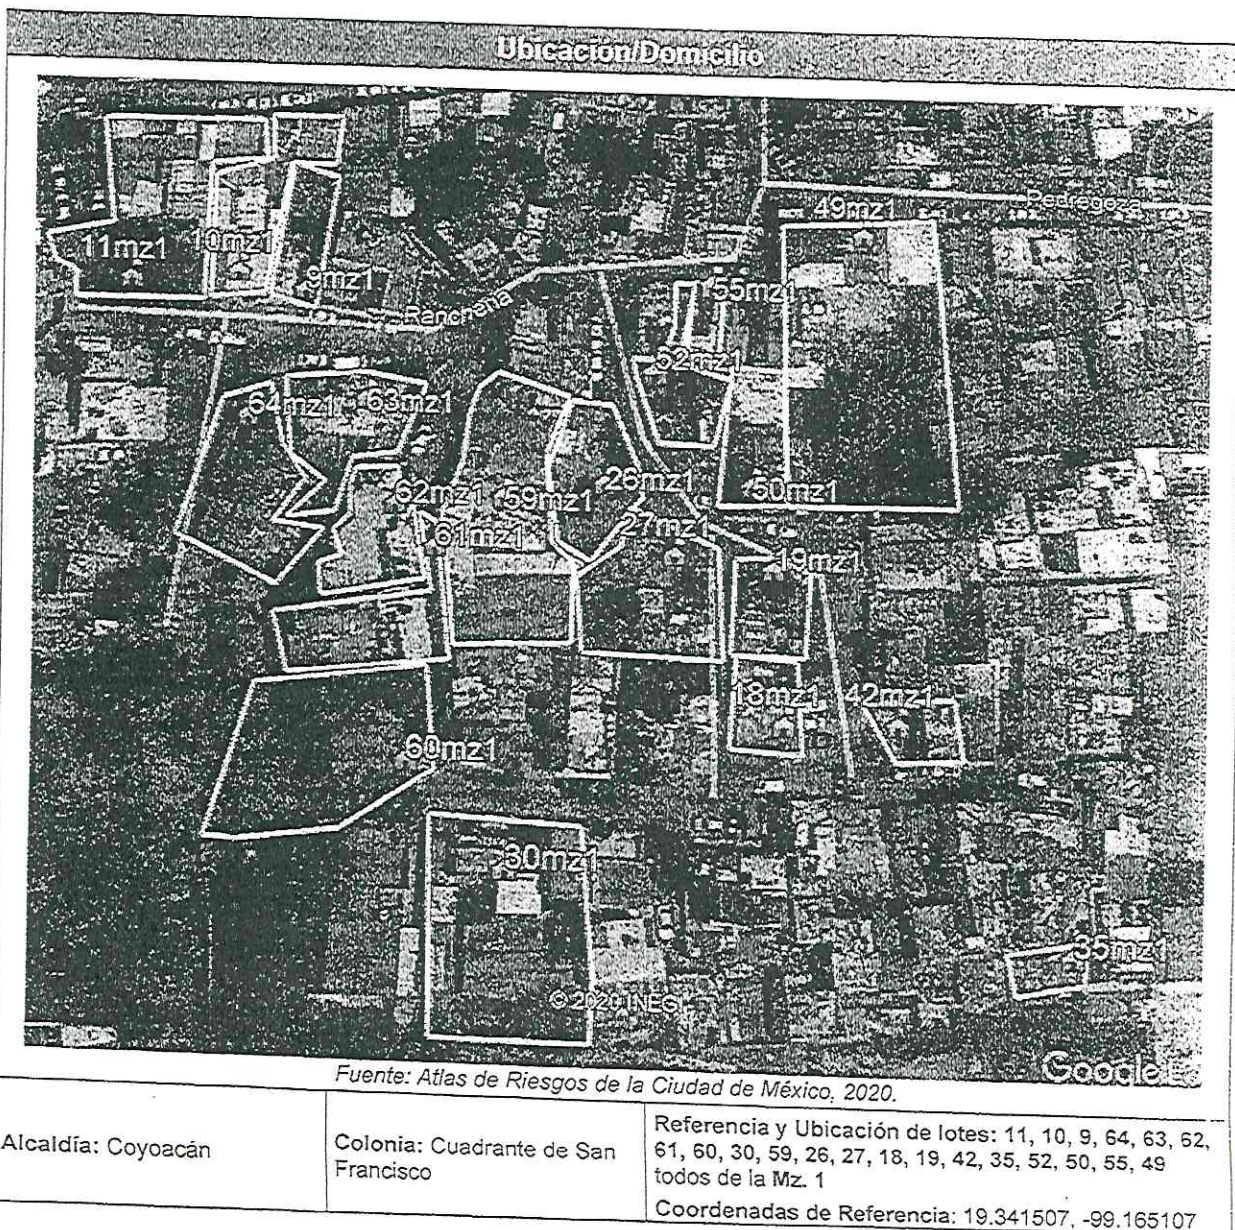 Ubicación/Domicilio
Pedregoza
49mz1
11mz1
10mz1
9mz1
Ranchería
55mz1
52mz1
64mz1
63mz1
62mz1
59mz1
26mz1
50mz1
61mz1
27mz1
19mz1
18mz1
42mz1
60mz1
30mz1
35mz1
© 2020 INEGI
Google
Fuente: Atlas de Riesgos de la Ciudad de México, 2020.
Alcaldía: Coyoacán
Colonia: Cuadrante de San
Francisco
Referencia y Ubicación de lotes: 11, 10, 9, 64, 63, 62,
61, 60, 30, 59, 26, 27, 18, 19, 42, 35, 52, 50, 55, 49
todos de la Mz. 1
Coordenadas de Referencia: 19.341507, -99.165107